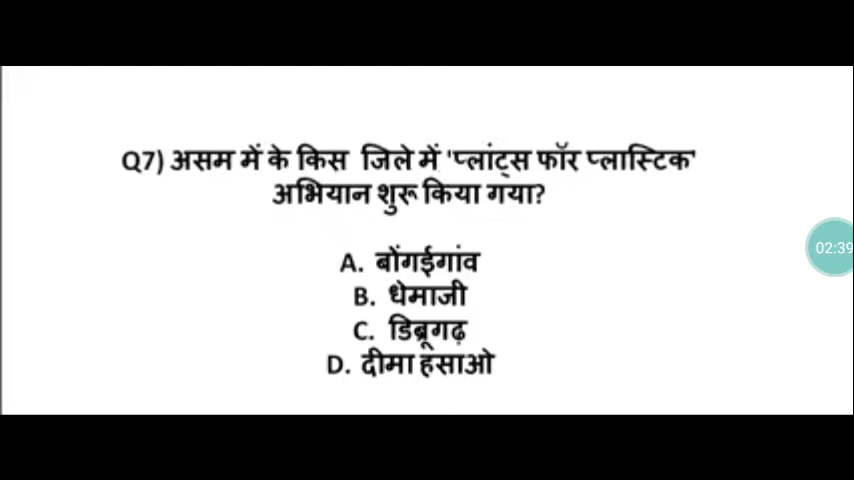 Q7) असम में के किस जिले में 'प्लांट्स फॉर प्लास्टिक'
अभियान शुरू किया गया?
A. बोंगईगांव
B. धेमाजी
C. डिब्रूगढ़
D. दीमा हसाओ
02:39